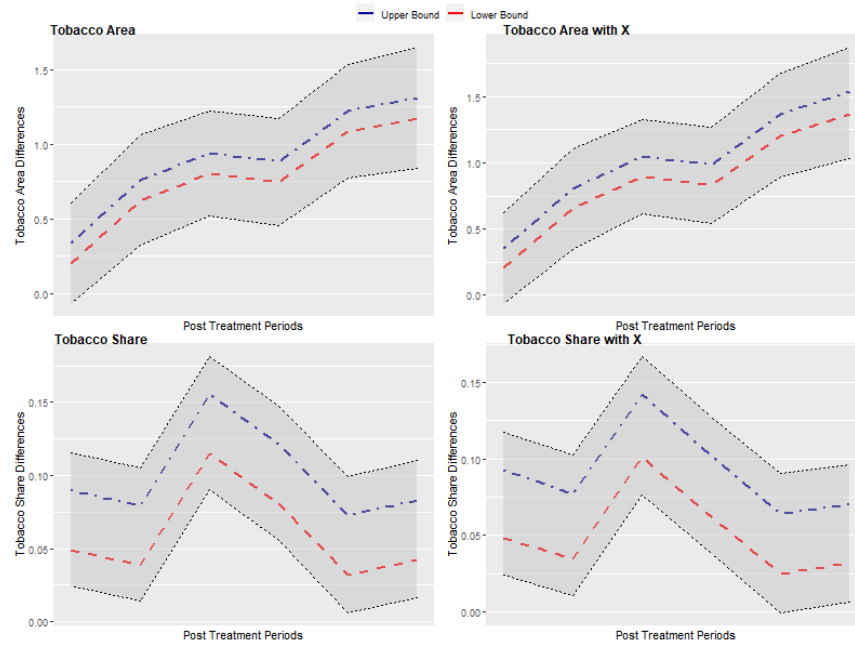 Upper Bound Lower Bound
Tobacco Area
Tobacco Area with X
Tobacco Area Differences
1.5
1.0
0.5
0.0
Post Treatment Periods
Tobacco Area Differences
1.5
1.0
0.5
0.0
Post Treatment Periods
Tobacco Share
Tobacco Share with X
Tobacco Share Differences
0.15
0.10
0.05
0.00
Post Treatment Periods
Tobacco Share Differences
0.15
0.10
0.05
0.00
Post Treatment Periods